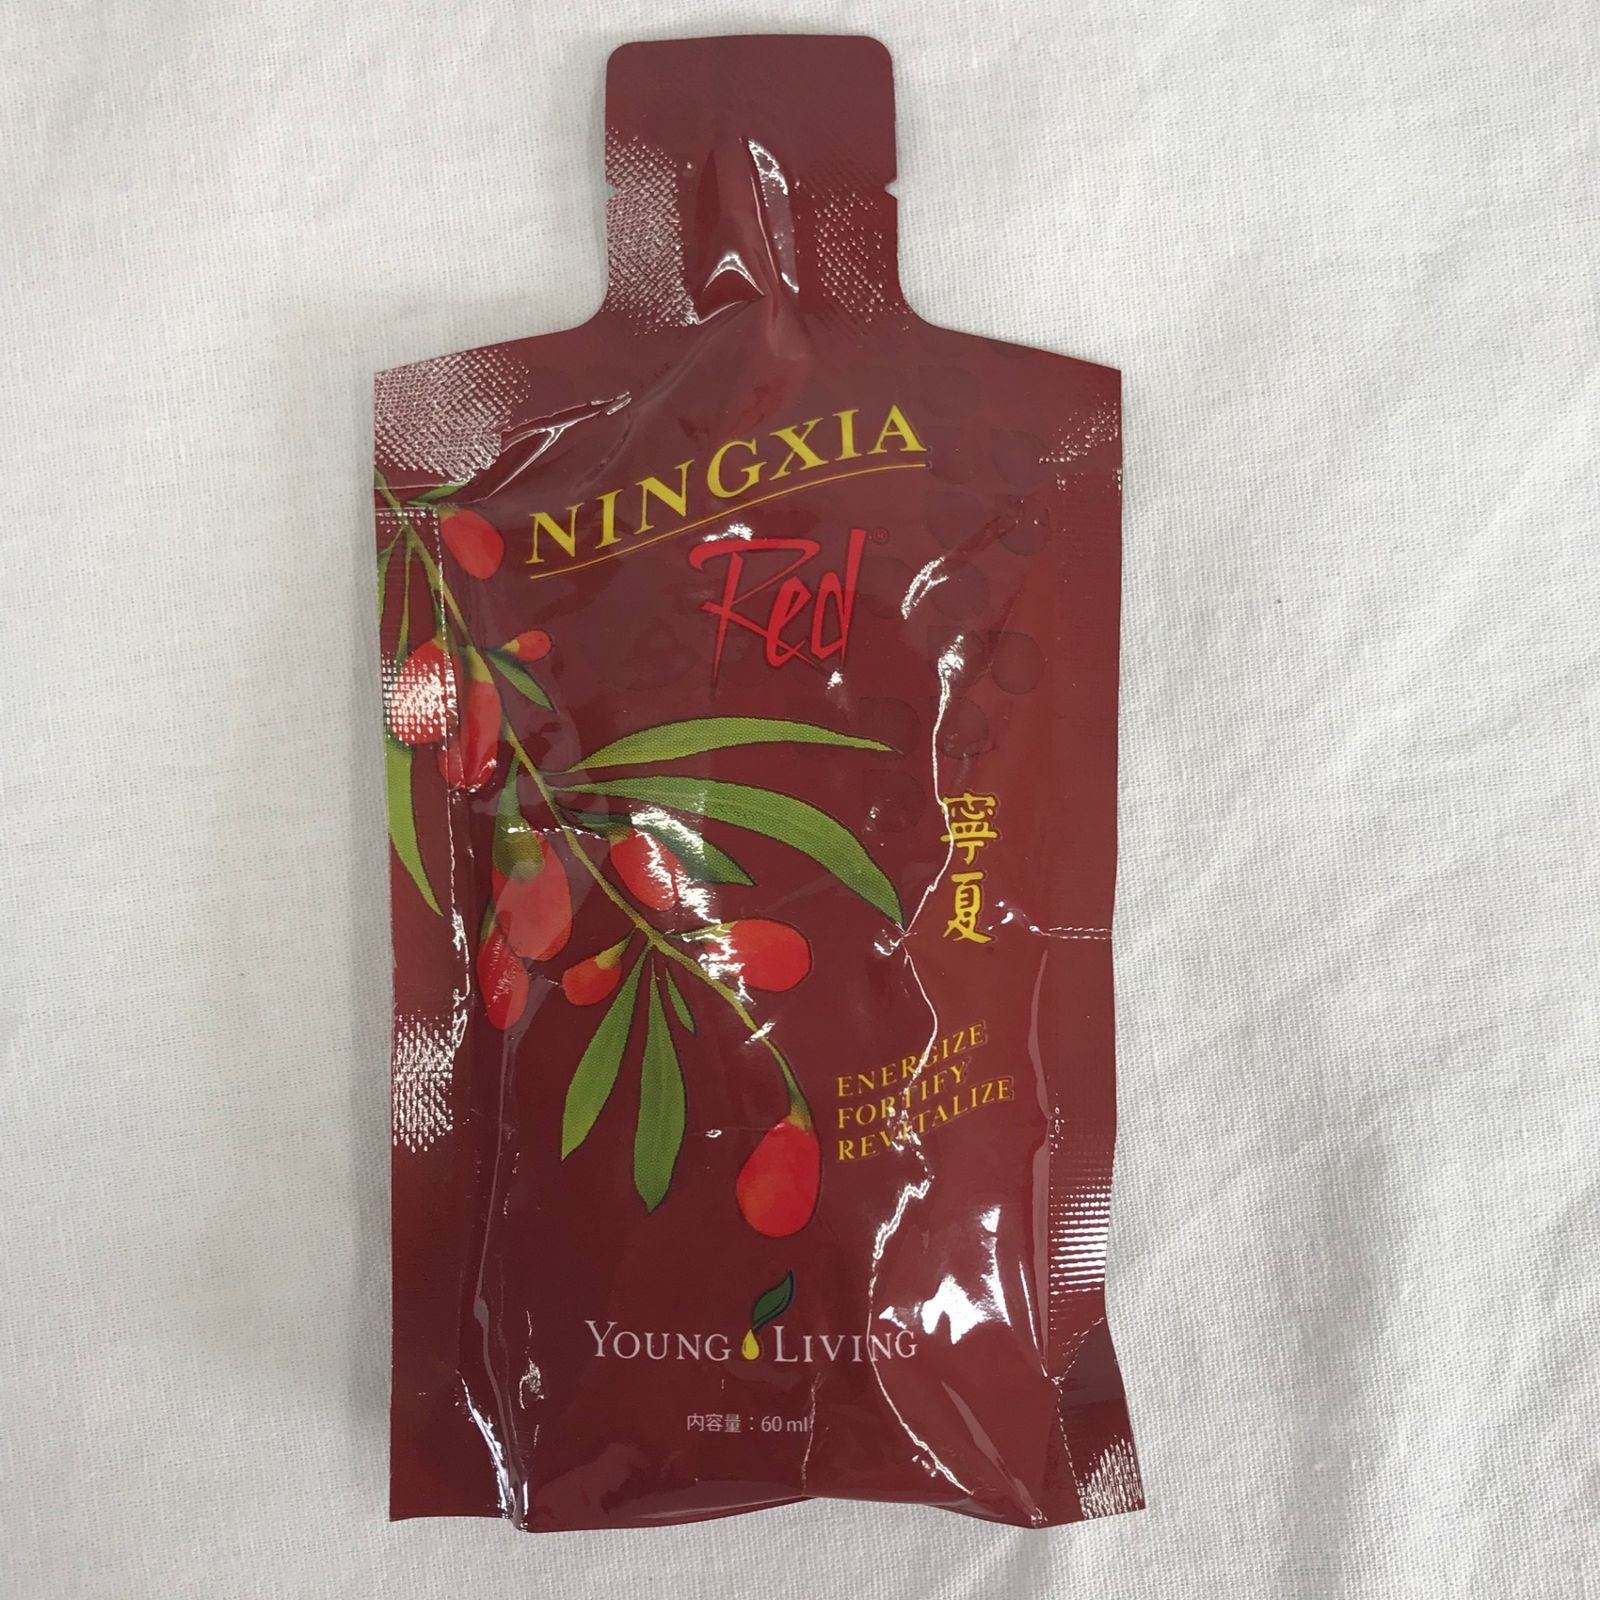 NINGXIA
Red®
寧夏
ENERGIZE
FORTIFY
REVITALIZE
YOUNG LIVING
内容量：60 ml